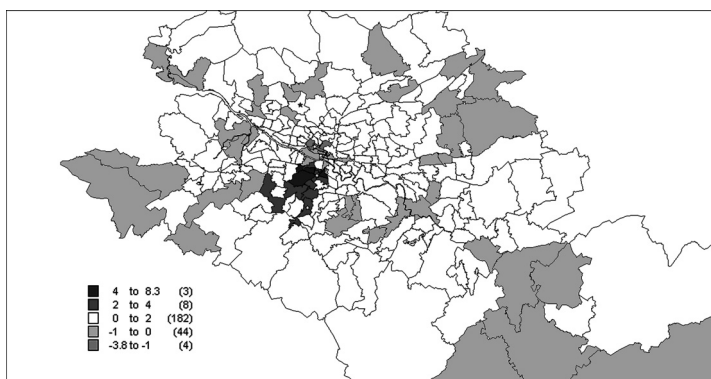 4 to 8.3 (3)
2 to 4 (8)
0 to 2 (182)
-1 to 0 (44)
-3.8 to -1 (4)